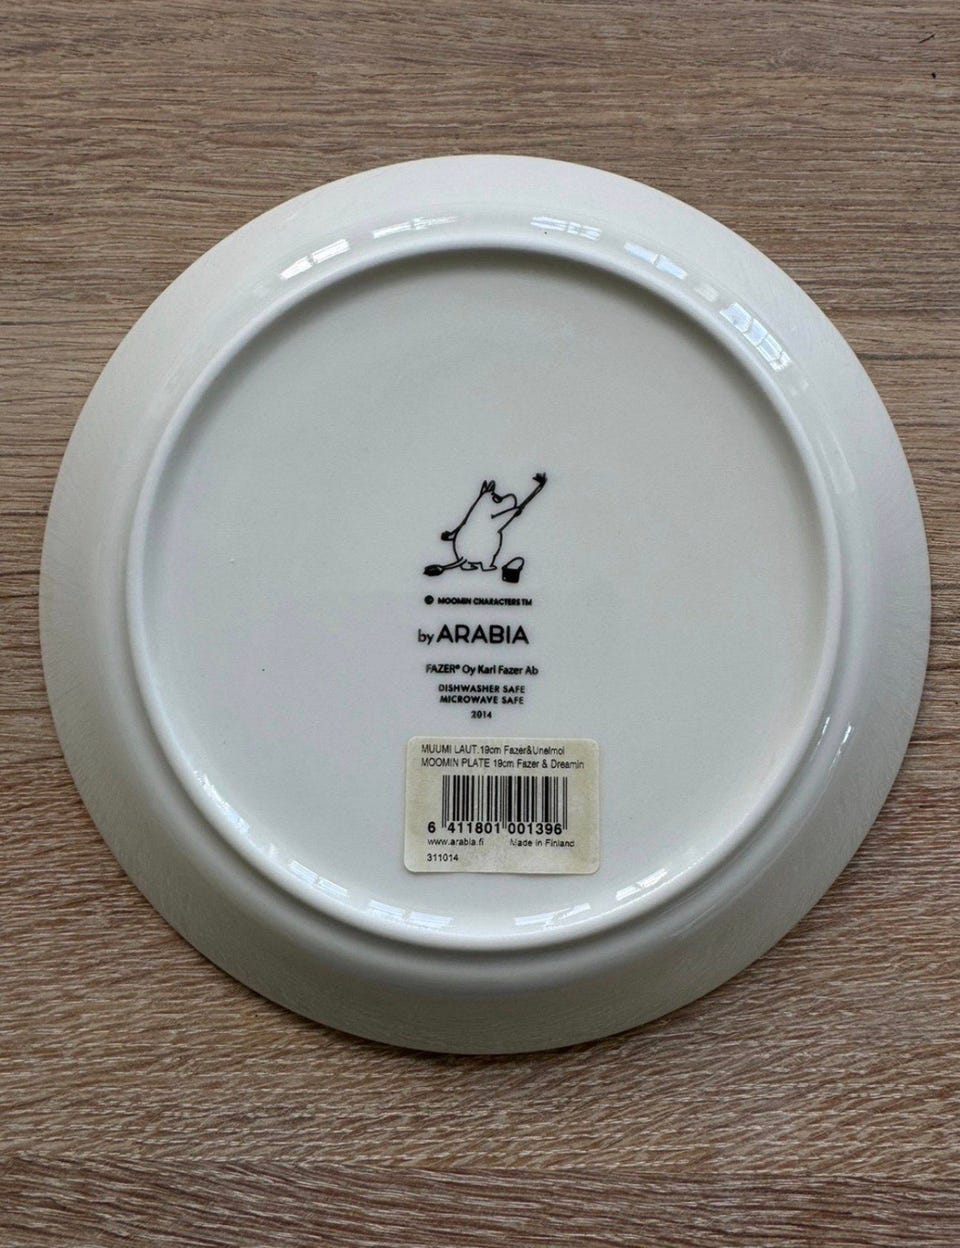 © MOOMIN CHARACTERS TM
by ARABIA
FAZER® Oy Karl Fazer Ab
DISHWASHER SAFE
MICROWAVE SAFE
2014
MUUMI LAUT.19cm Fazer&Unelmoi
MOOMIN PLATE 19cm Fazer & Dreamin
6 411801 001396
www.arabia.fi Made in Finland
311014